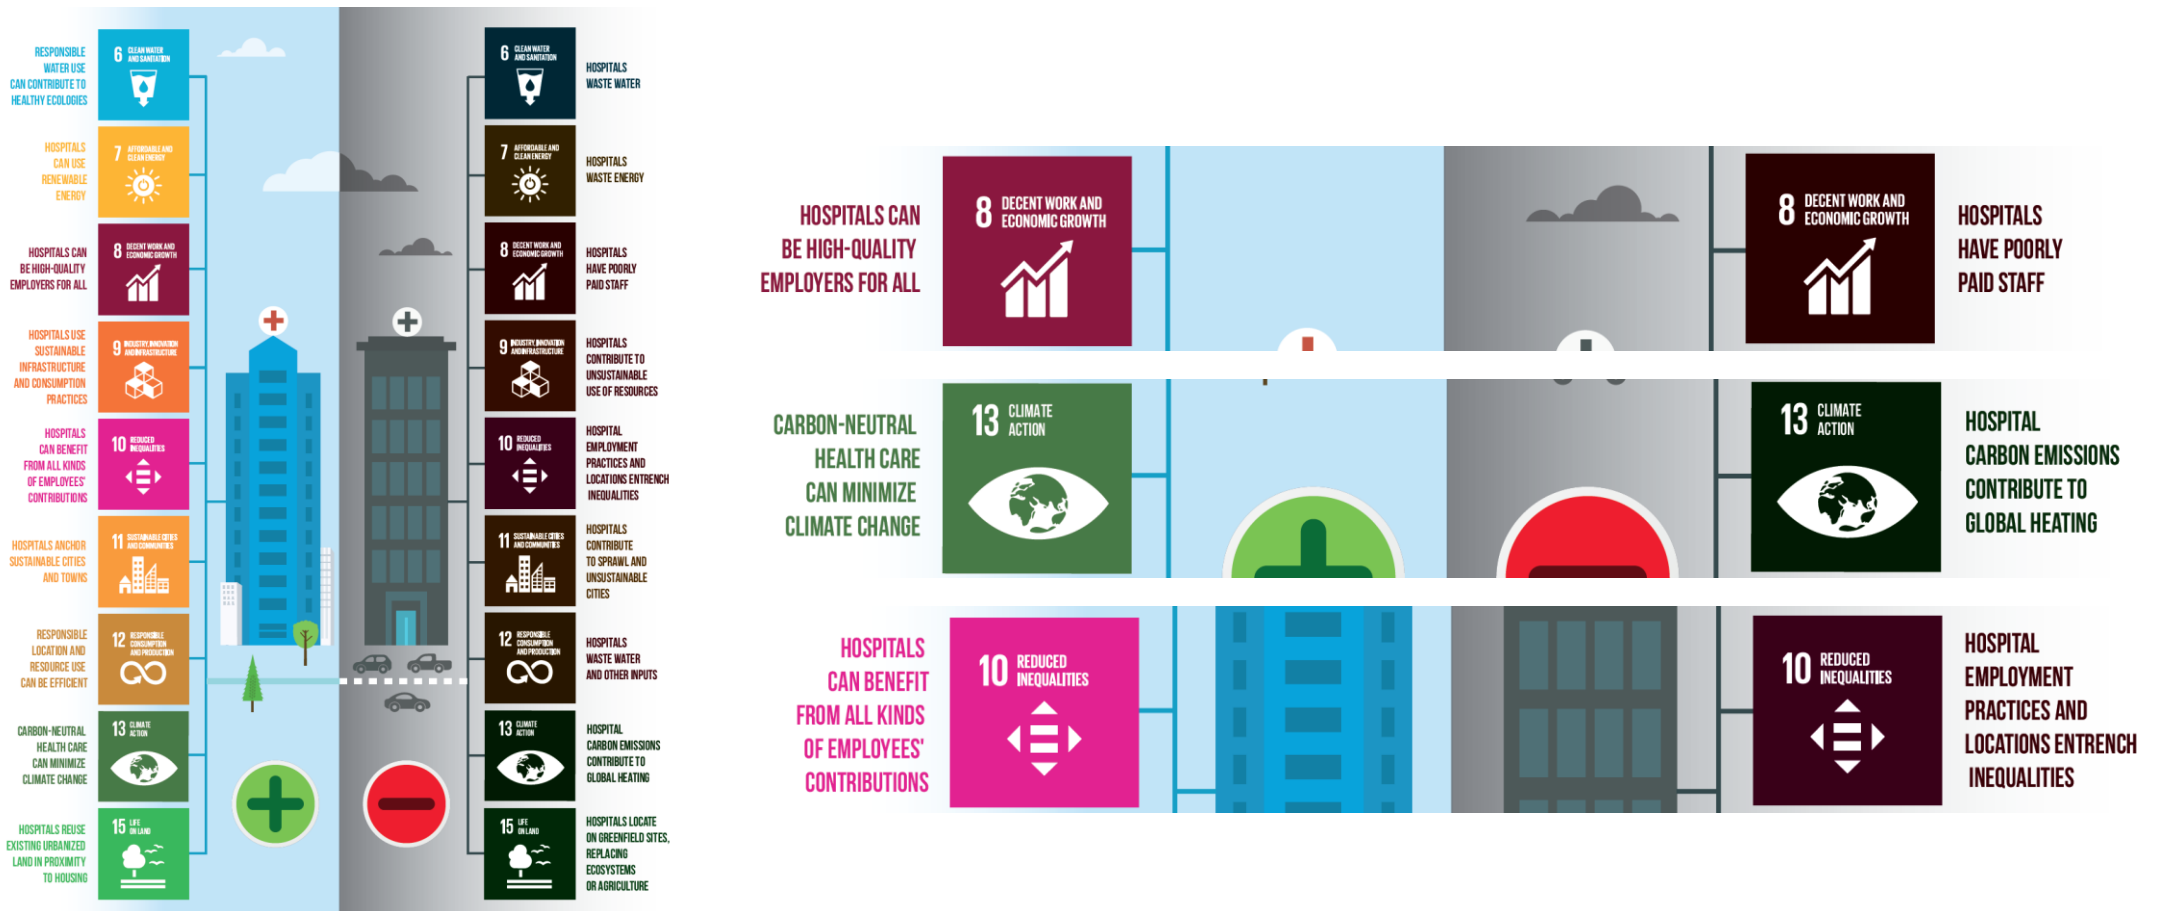 RESPONSIBLE
WATER USE
CAN CONTRIBUTE TO
HEALTHY ECOLOGIES
6 CLEAN WATER
AND SANITATION
6 CLEAN WATER
AND SANITATION
HOSPITALS
WASTE WATER
HOSPITALS
CAN USE
RENEWABLE
ENERGY
7 AFFORDABLE AND
CLEAN ENERGY
7 AFFORDABLE AND
CLEAN ENERGY
HOSPITALS
WASTE ENERGY
HOSPITALS CAN
BE HIGH-QUALITY
EMPLOYERS FOR ALL
8 DECENT WORK AND
ECONOMIC GROWTH
8 DECENT WORK AND
ECONOMIC GROWTH
HOSPITALS
HAVE POORLY
PAID STAFF
HOSPITALS USE
SUSTAINABLE
INFRASTRUCTURE
AND CONSUMPTION
PRACTICES
9 INDUSTRY, INNOVATION
AND INFRASTRUCTURE
9 INDUSTRY, INNOVATION
AND INFRASTRUCTURE
HOSPITALS
CONTRIBUTE TO
UNSUSTAINABLE
USE OF RESOURCES
HOSPITALS
CAN BENEFIT
FROM ALL KINDS
OF EMPLOYEES'
CONTRIBUTIONS
10 REDUCED
INEQUALITIES
10 REDUCED
INEQUALITIES
HOSPITAL
EMPLOYMENT
PRACTICES AND
LOCATIONS ENTRENCH
INEQUALITIES
HOSPITALS ANCHOR
SUSTAINABLE CITIES
AND TOWNS
11 SUSTAINABLE CITIES
AND COMMUNITIES
11 SUSTAINABLE CITIES
AND COMMUNITIES
HOSPITALS
CONTRIBUTE
TO SPRAWL AND
UNSUSTAINABLE
CITIES
RESPONSIBLE
LOCATION AND
RESOURCE USE
CAN BE EFFICIENT
12 RESPONSIBLE
CONSUMPTION
AND PRODUCTION
12 RESPONSIBLE
CONSUMPTION
AND PRODUCTION
HOSPITALS
WASTE WATER
AND OTHER INPUTS
CARBON-NEUTRAL
HEALTH CARE
CAN MINIMIZE
CLIMATE CHANGE
13 CLIMATE
ACTION
13 CLIMATE
ACTION
HOSPITAL
CARBON EMISSIONS
CONTRIBUTE TO
GLOBAL HEATING
HOSPITALS REUSE
EXISTING URBANIZED
LAND IN PROXIMITY
TO HOUSING
15 LIFE
ON LAND
15 LIFE
ON LAND
HOSPITALS LOCATE
ON GREENFIELD SITES,
REPLACING
ECOSYSTEMS
OR AGRICULTURE
HOSPITALS CAN
BE HIGH-QUALITY
EMPLOYERS FOR ALL
8 DECENT WORK AND
ECONOMIC GROWTH
8 DECENT WORK AND
ECONOMIC GROWTH
HOSPITALS
HAVE POORLY
PAID STAFF
CARBON-NEUTRAL
HEALTH CARE
CAN MINIMIZE
CLIMATE CHANGE
13 CLIMATE
ACTION
13 CLIMATE
ACTION
HOSPITAL
CARBON EMISSIONS
CONTRIBUTE TO
GLOBAL HEATING
HOSPITALS
CAN BENEFIT
FROM ALL KINDS
OF EMPLOYEES'
CONTRIBUTIONS
10 REDUCED
INEQUALITIES
10 REDUCED
INEQUALITIES
HOSPITAL
EMPLOYMENT
PRACTICES AND
LOCATIONS ENTRENCH
INEQUALITIES